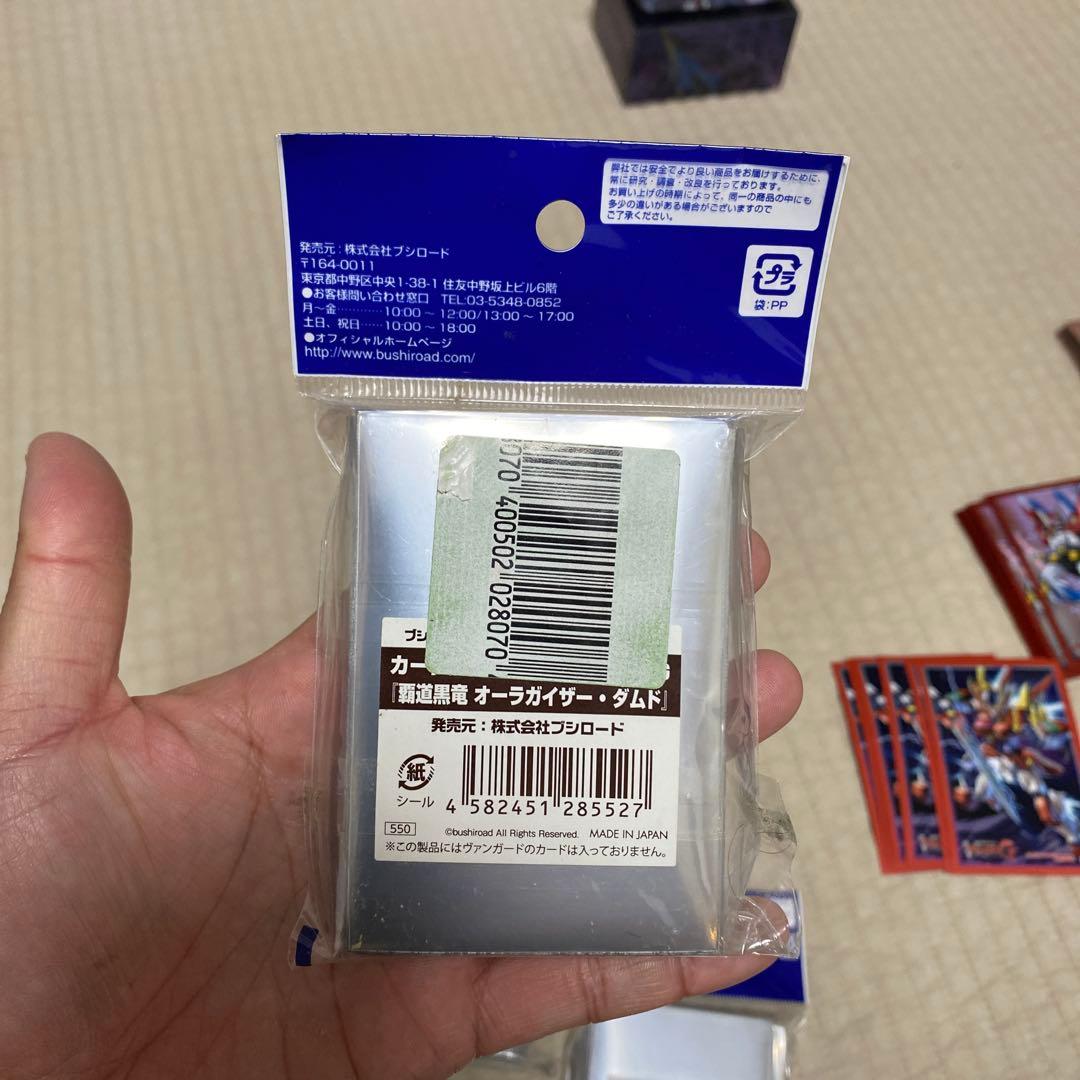 弊社では安全でより良い商品をお届けするために、
常に研究・調査・改良を行っております。
お買い上げの時期によって、同一の商品の中にも
多少の違いがある場合がございますので
ご了承ください。
発売元：株式会社ブシロード
〒164-0011
東京都中野区中央1-38-1 住友中野坂上ビル6階
●お客様問い合わせ窓口 TEL:03-5348-0852
月～金…………10:00 ～ 12:00/13:00 ～ 17:00
土日、祝日……10:00 ～ 18:00
●オフィシャルホームページ
http://www.bushiroad.com/
プラ
袋:PP
400502
028070
ブシ
カー
『覇道黒竜 オーラガイザー・ダムド』
発売元：株式会社ブシロード
紙
シール
4 582451 285527
550
©bushiroad All Rights Reserved. MADE IN JAPAN
※この製品にはヴァンガードのカードは入っておりません。